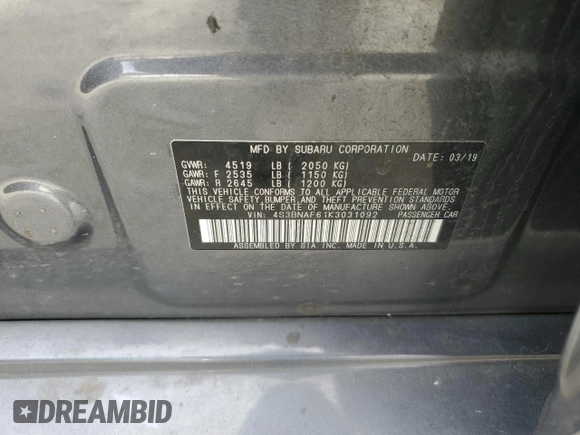 MFD BY SUBARU CORPORATION
DATE: 03/19
GVWR: 4519 LB ( 2050 KG)
GAWR: F 2535 LB ( 1150 KG)
GAWR: R 2645 LB ( 1200 KG)
THIS VEHICLE CONFORMS TO ALL APPLICABLE FEDERAL MOTOR
VEHICLE SAFETY,BUMPER,AND THEFT PREVENTION STANDARDS
IN EFFECT ON THE DATE OF MANUFACTURE SHOWN ABOVE.
VIN: 4S3BNAF61K3031092 PASSENGER CAR
ASSEMBLED BY SIA INC. MADE IN U.S.A.
DREAMBID
DREAMBID.COM